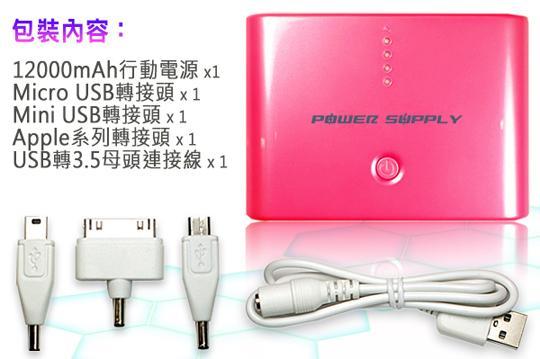 包裝內容：
12000mAh行動電源 x1
Micro USB轉接頭 x 1
Mini USB轉接頭 x 1
Apple系列轉接頭 x 1
USB轉3.5母頭連接線 x 1
POWER SUPPLY